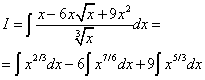 I = ∫ (x − 6x√x + 9x²)/∛x dx =
= ∫ x^{2/3}dx − 6∫ x^{7/6}dx + 9∫ x^{5/3}dx